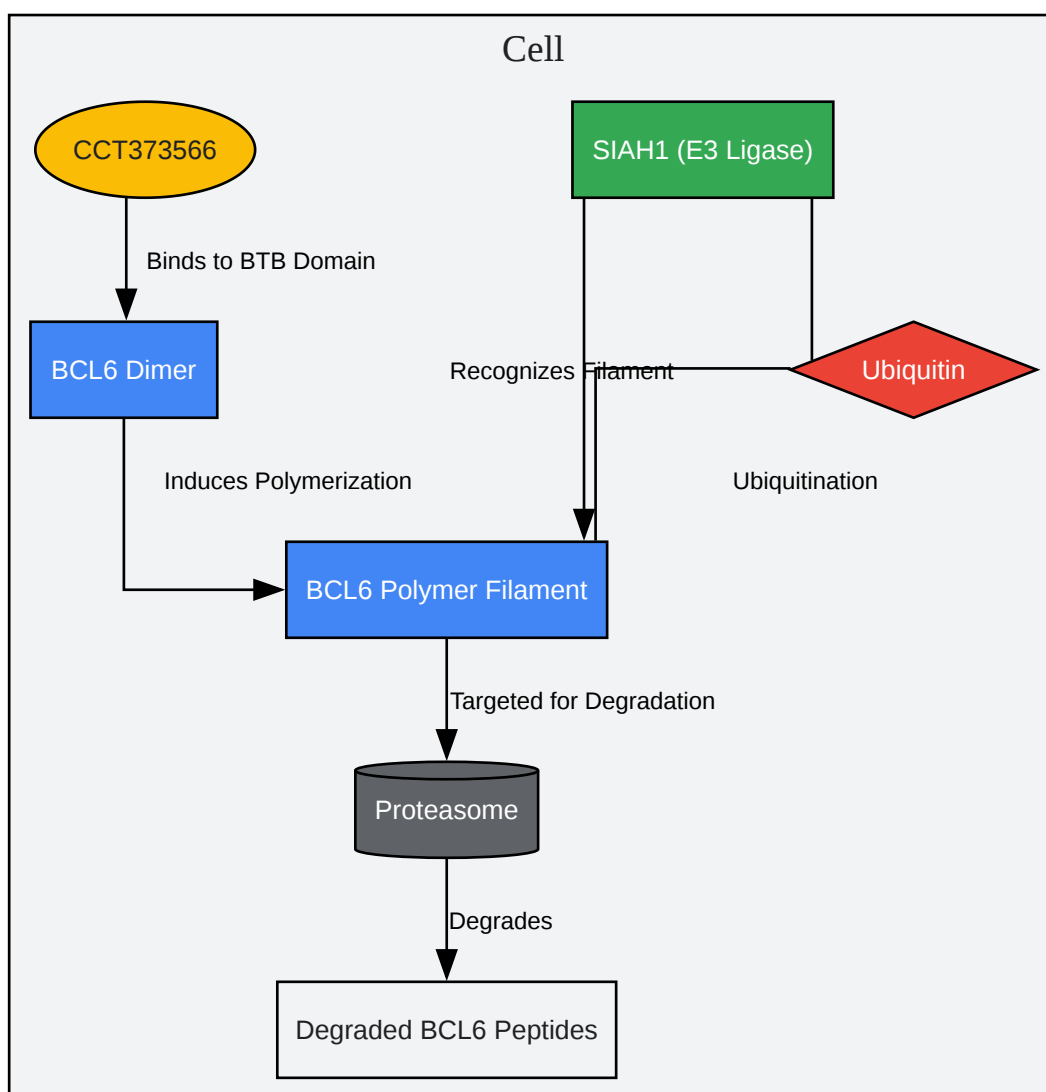 Cell
CCT373566
SIAH1 (E3 Ligase)
Binds to BTB Domain
BCL6 Dimer
Recognizes Filament
Ubiquitin
Induces Polymerization
Ubiquitination
BCL6 Polymer Filament
Targeted for Degradation
Proteasome
Degrades
Degraded BCL6 Peptides